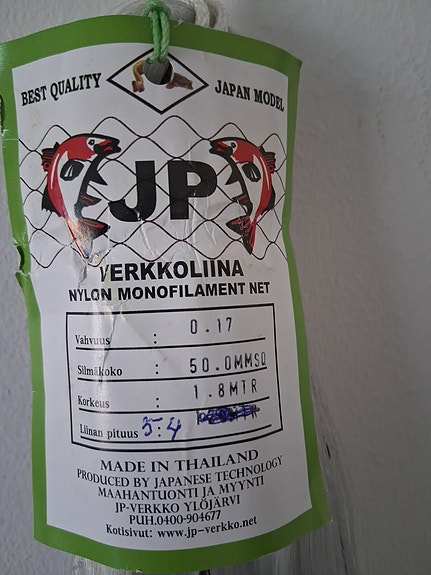 BEST QUALITY JAPAN MODEL
JP
VERKKOLIINA
NYLON MONOFILAMENT NET
Vahvuus : 0.17
Silmäkoko : 50.0MMSQ
Korkeus : 1.8MTR
Liinan pituus : 54
MADE IN THAILAND
PRODUCED BY JAPANESE TECHNOLOGY
MAAHANTUONTI JA MYYNTI
JP-VERKKO YLÖJÄRVI
PUH.0400-904677
Kotisivut: www.jp-verkko.net